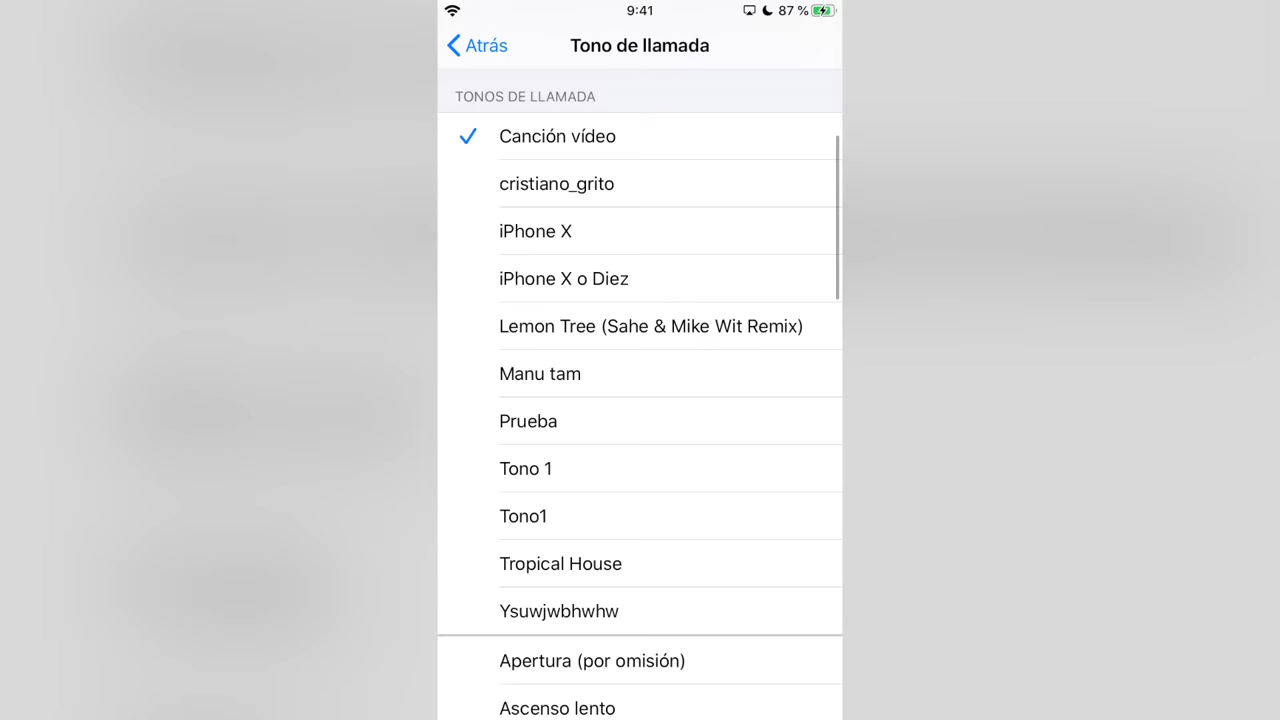 9:41
87 %
Atrás
Tono de llamada
TONOS DE LLAMADA
Canción vídeo
cristiano_grito
iPhone X
iPhone X o Diez
Lemon Tree (Sahe & Mike Wit Remix)
Manu tam
Prueba
Tono 1
Tono1
Tropical House
Ysuwjwbhwhw
Apertura (por omisión)
Ascenso lento